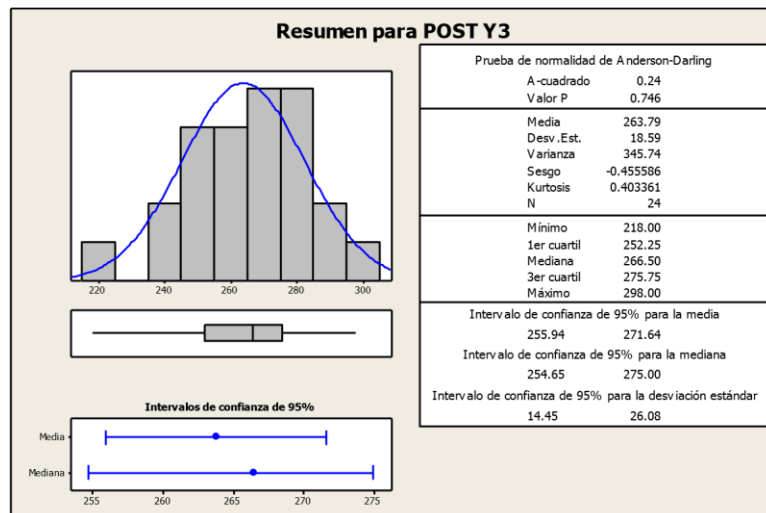 Resumen para POST Y3
220 240 260 280 300
Intervalos de confianza de 95%
Media
Mediana
255 260 265 270 275
Prueba de normalidad de Anderson-Darling
A-cuadrado 0.24
Valor P 0.746
Media 263.79
Desv.Est. 18.59
Varianza 345.74
Sesgo -0.455586
Kurtosis 0.403361
N 24
Mínimo 218.00
1er cuartil 252.25
Mediana 266.50
3er cuartil 275.75
Máximo 298.00
Intervalo de confianza de 95% para la media
255.94 271.64
Intervalo de confianza de 95% para la mediana
254.65 275.00
Intervalo de confianza de 95% para la desviación estándar
14.45 26.08